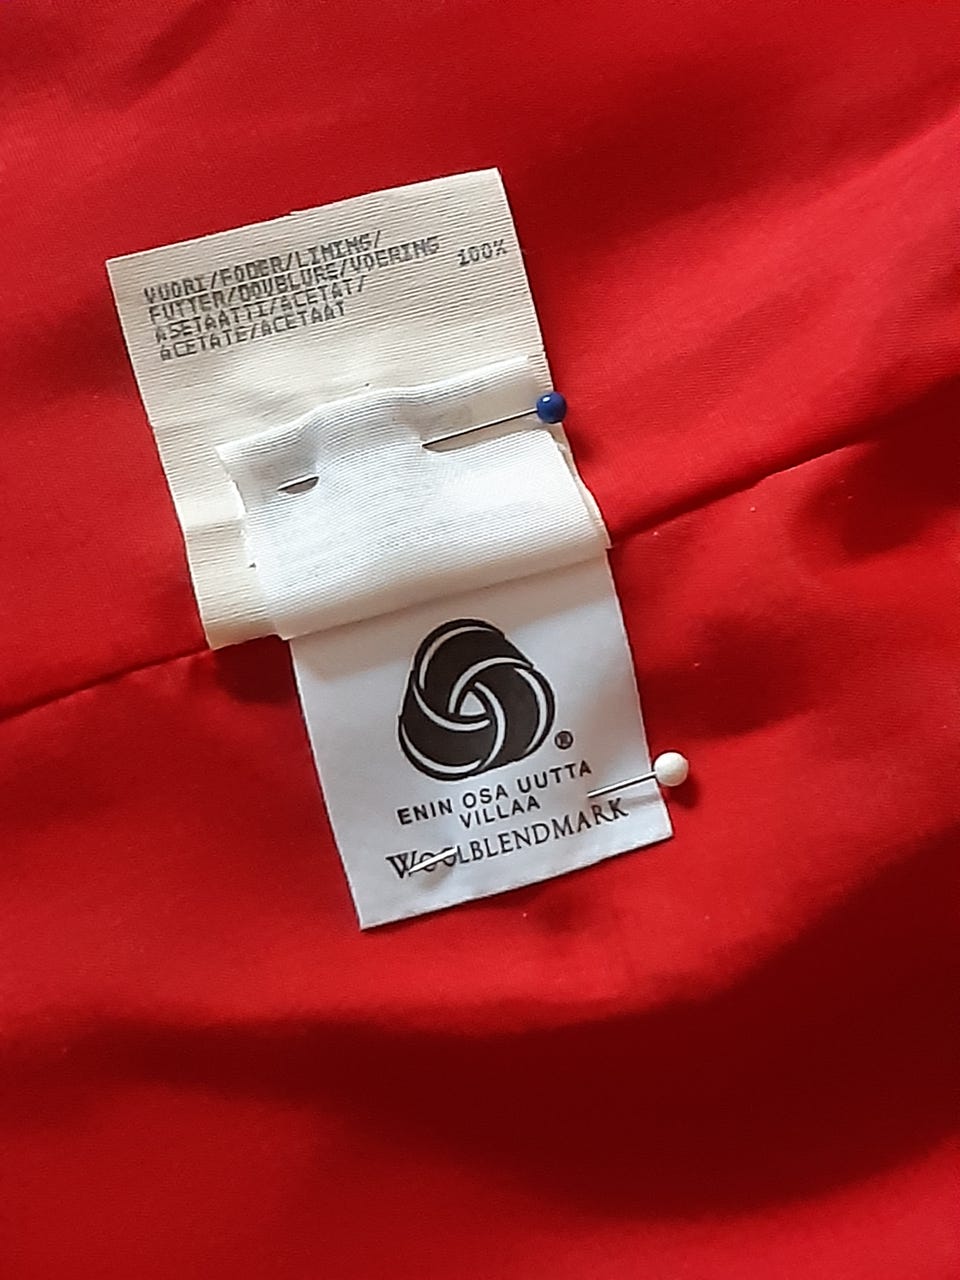 VUORI/FODER/LINING/
FUTTER/DOUBLURE/VOERING 100%
ASETAATTI/ACETAT/
ACETATE/ACETAAT
®
ENIN OSA UUTTA
VILLAA
WOOLBLENDMARK